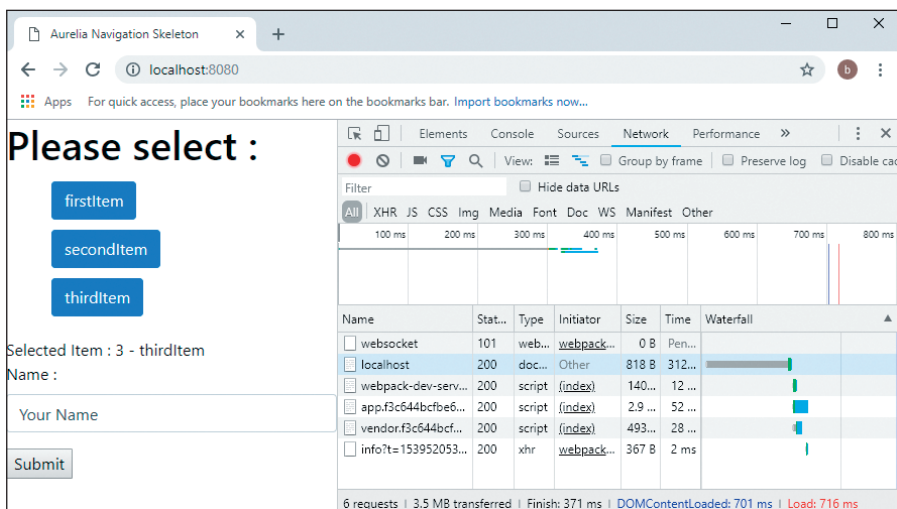 Aurelia Navigation Skeleton
localhost:8080
b
Apps For quick access, place your bookmarks here on the bookmarks bar. Import bookmarks now...
Please select :
firstItem
secondItem
thirdItem
Selected Item : 3 - thirdItem
Name :
Your Name
Submit
Elements Console Sources Network Performance »
View: Group by frame Preserve log Disable cac
Filter Hide data URLs
All XHR JS CSS Img Media Font Doc WS Manifest Other
100 ms 200 ms 300 ms 400 ms 500 ms 600 ms 700 ms 800 ms
Name Stat... Type Initiator Size Time Waterfall
websocket 101 web... webpack... 0 B Pen...
localhost 200 doc... Other 818 B 312...
webpack-dev-serv... 200 script (index) 140... 12 ...
app.f3c644bcfbe6... 200 script (index) 2.9 ... 52 ...
vendor.f3c644bcf... 200 script (index) 493... 28 ...
info?t=153952053... 200 xhr webpack... 367 B 2 ms
6 requests | 3.5 MB transferred | Finish: 371 ms | DOMContentLoaded: 701 ms | Load: 716 ms